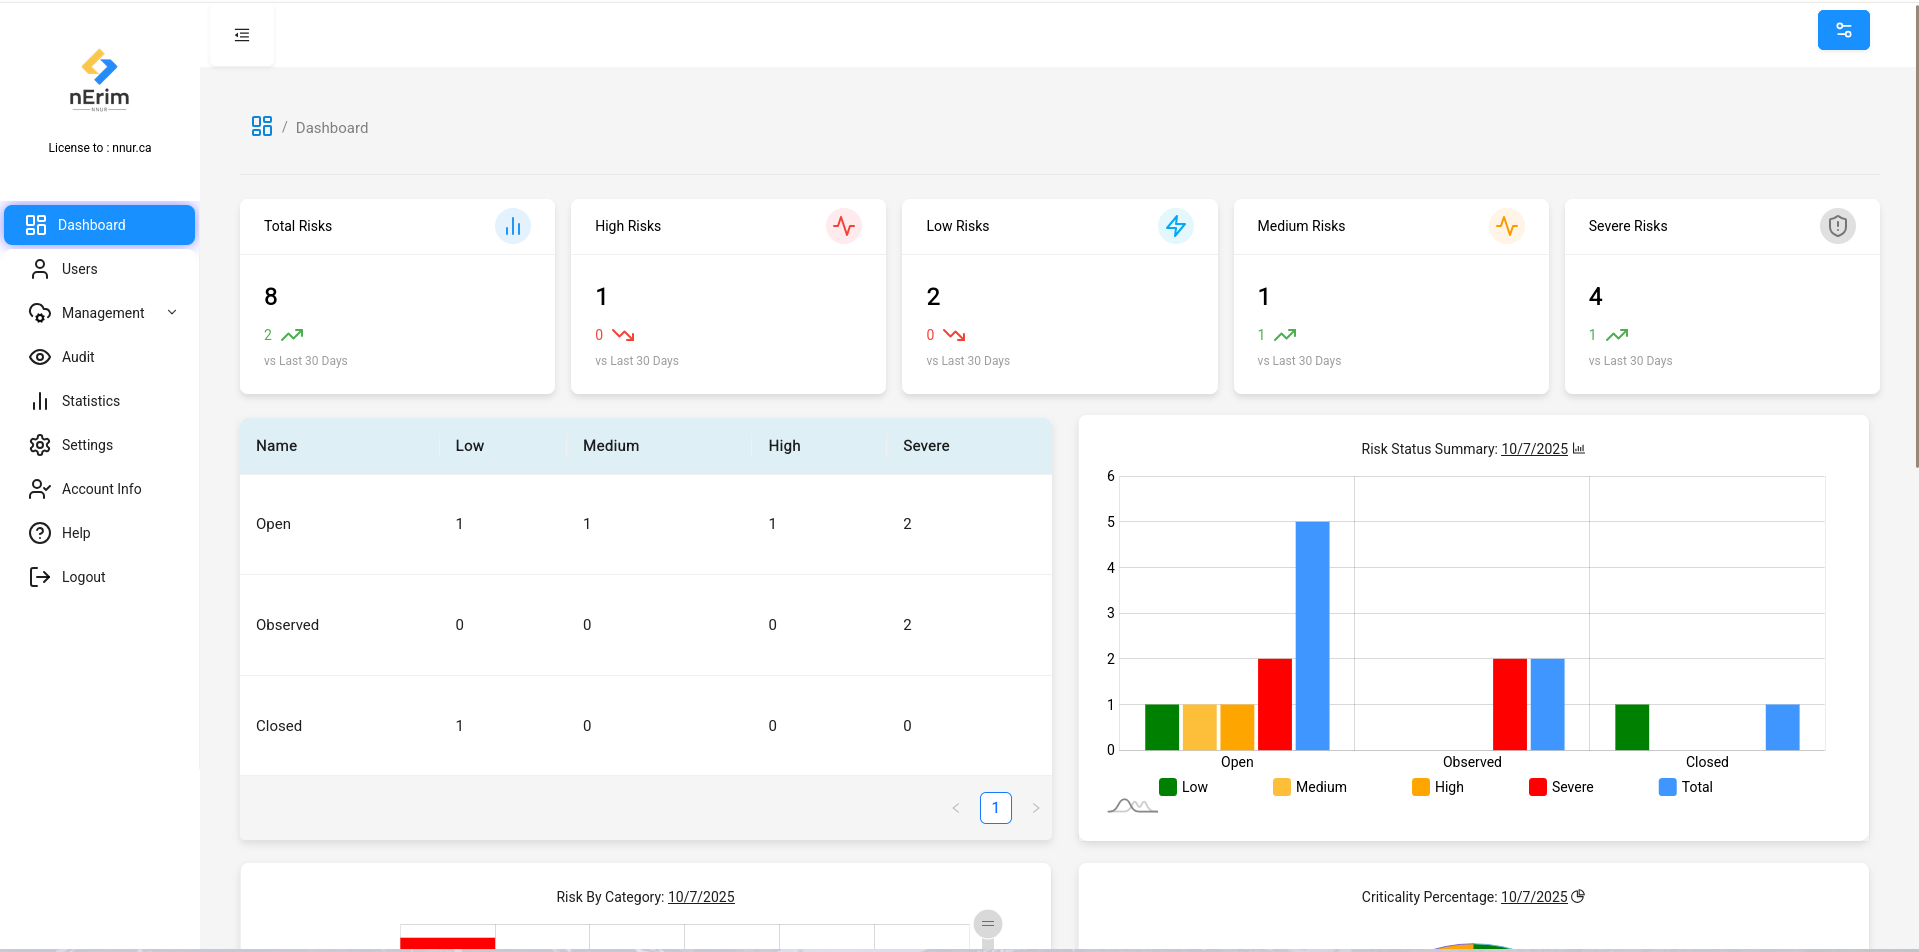 nErim
NNUR
License to : nnur.ca
Dashboard
Users
Management
Audit
Statistics
Settings
Account Info
Help
Logout
/ Dashboard
Total Risks
8
2
vs Last 30 Days
High Risks
1
0
vs Last 30 Days
Low Risks
2
0
vs Last 30 Days
Medium Risks
1
1
vs Last 30 Days
Severe Risks
4
1
vs Last 30 Days
Name Low Medium High Severe
Open 1 1 1 2
Observed 0 0 0 2
Closed 1 0 0 0
< 1 >
Risk Status Summary: 10/7/2025
6
5
4
3
2
1
0
Open Observed Closed
Low Medium High Severe Total
Risk By Category: 10/7/2025
Criticality Percentage: 10/7/2025